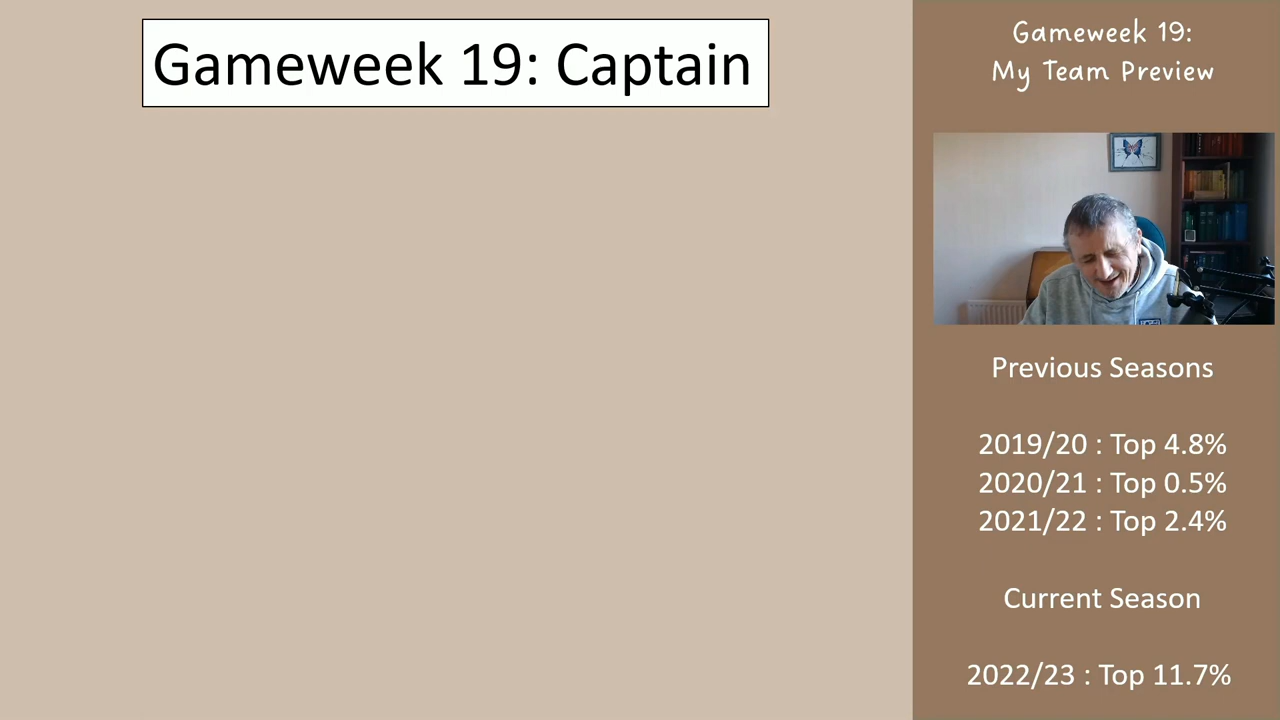 Gameweek 19: Captain
Gameweek 19:
My Team Preview
Previous Seasons
2019/20 : Top 4.8%
2020/21 : Top 0.5%
2021/22 : Top 2.4%
Current Season
2022/23 : Top 11.7%